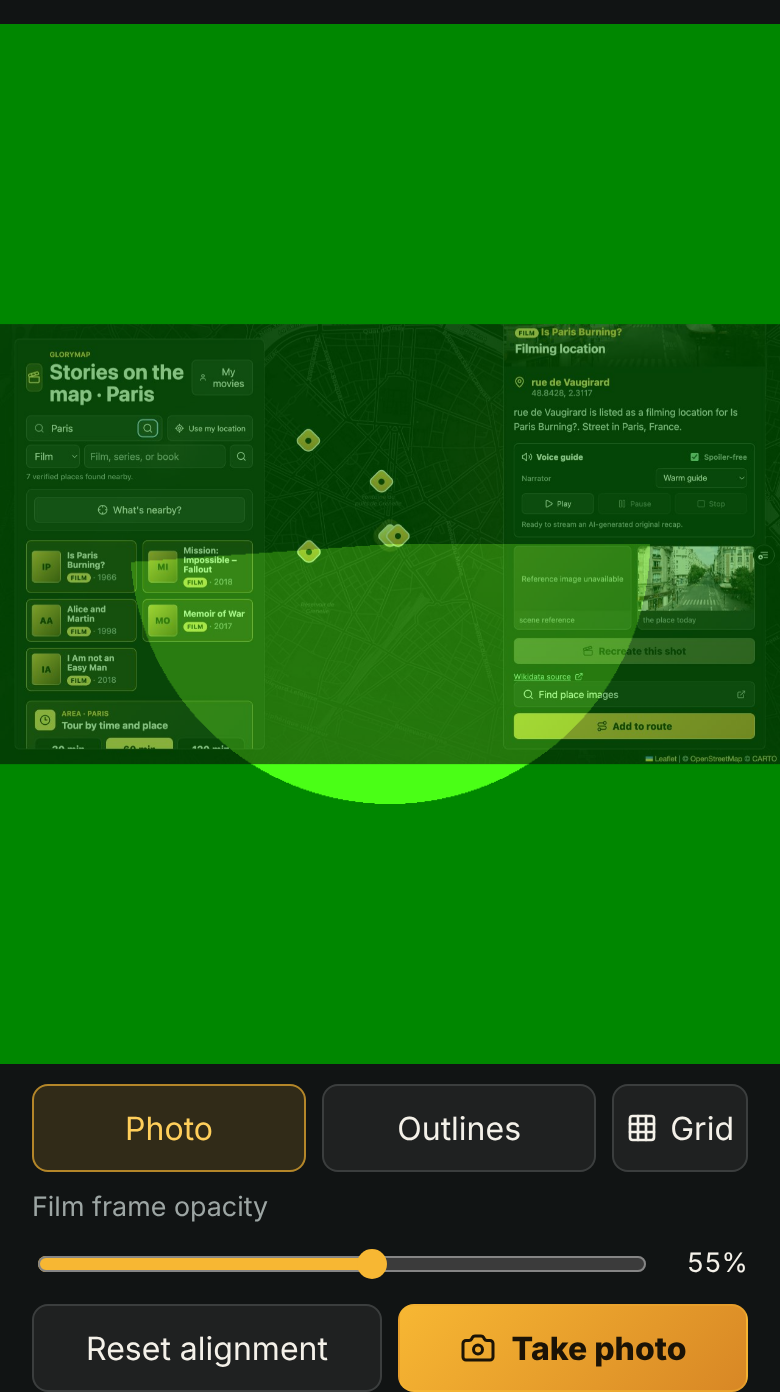 GLORYMAP
Stories on the
map · Paris
My
movies
Paris
Use my location
Film
Film, series, or book
7 verified places found nearby.
What's nearby?
IP
Is Paris
Burning?
FILM · 1966
MI
Mission:
Impossible –
Fallout
FILM · 2018
AA
Alice and
Martin
FILM · 1998
MO
Memoir of War
FILM · 2017
IA
I Am not an
Easy Man
FILM · 2018
AREA · PARIS
Tour by time and place
FILM Is Paris Burning?
Filming location
rue de Vaugirard
48.8428, 2.3117
rue de Vaugirard is listed as a filming location for Is
Paris Burning?. Street in Paris, France.
Voice guide
Spoiler-free
Narrator
Warm guide
Play
Pause
Stop
Ready to stream an AI-generated original recap.
Reference image unavailable
scene reference
the place today
Recreate this shot
Wikidata source
Find place images
Add to route
Leaflet | © OpenStreetMap © CARTO
Photo
Outlines
Grid
Film frame opacity
55%
Reset alignment
Take photo